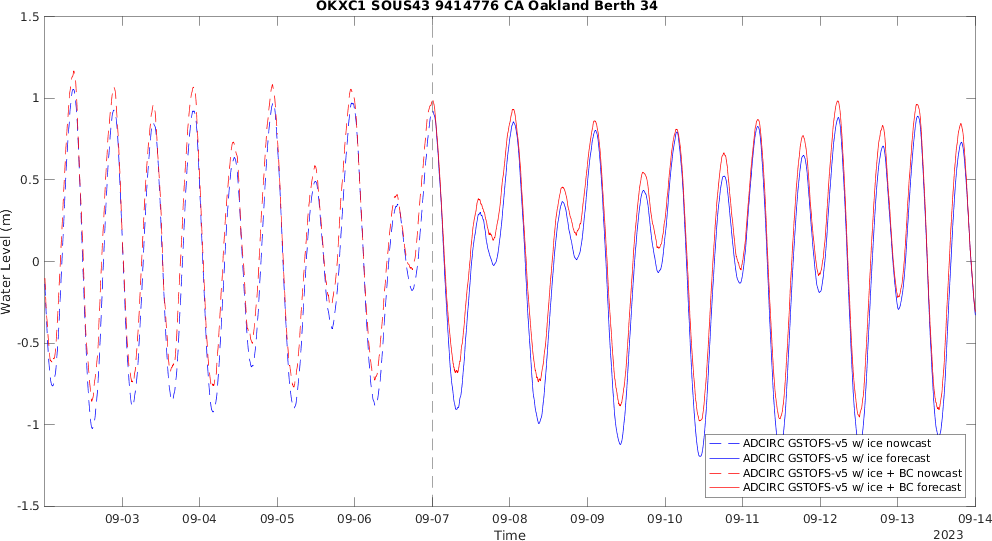 OKXC1 SOUS43 9414776 CA Oakland Berth 34
Water Level (m)
1.5
1
0.5
0
-0.5
-1
-1.5
09-03
09-04
09-05
09-06
09-07
09-08
09-09
09-10
09-11
09-12
09-13
09-14
Time
2023
ADCIRC GSTOFS-v5 w/ ice nowcast
ADCIRC GSTOFS-v5 w/ ice forecast
ADCIRC GSTOFS-v5 w/ ice + BC nowcast
ADCIRC GSTOFS-v5 w/ ice + BC forecast